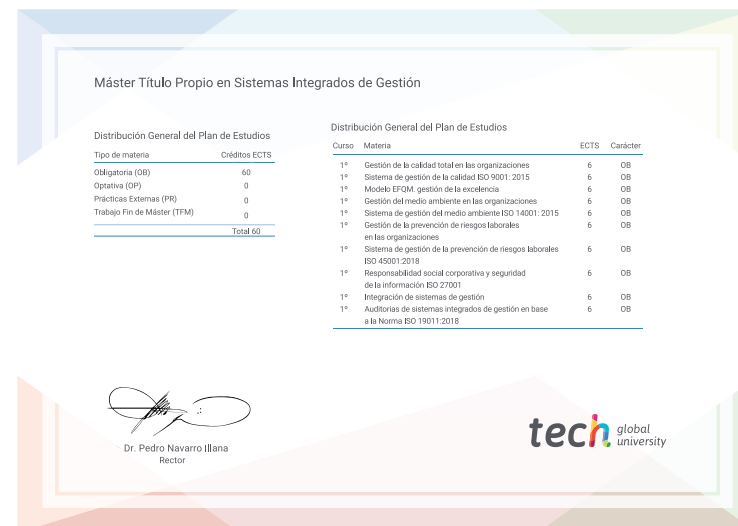 Máster Título Propio en Sistemas Integrados de Gestión
Distribución General del Plan de Estudios
Tipo de materia Créditos ECTS
Obligatoria (OB) 60
Optativa (OP) 0
Prácticas Externas (PR) 0
Trabajo Fin de Máster (TFM) 0
Total 60
Distribución General del Plan de Estudios
Curso Materia ECTS Carácter
1º Gestión de la calidad total en las organizaciones 6 OB
1º Sistema de gestión de la calidad ISO 9001: 2015 6 OB
1º Modelo EFQM. gestión de la excelencia 6 OB
1º Gestión del medio ambiente en las organizaciones 6 OB
1º Sistema de gestión del medio ambiente ISO 14001: 2015 6 OB
1º Gestión de la prevención de riesgos laborales 6 OB
en las organizaciones
1º Sistema de gestión de la prevención de riesgos laborales 6 OB
ISO 45001:2018
1º Responsabilidad social corporativa y seguridad 6 OB
de la información ISO 27001
1º Integración de sistemas de gestión 6 OB
1º Auditorias de sistemas integrados de gestión en base 6 OB
a la Norma ISO 19011:2018
Dr. Pedro Navarro Illana
Rector
tech global
university